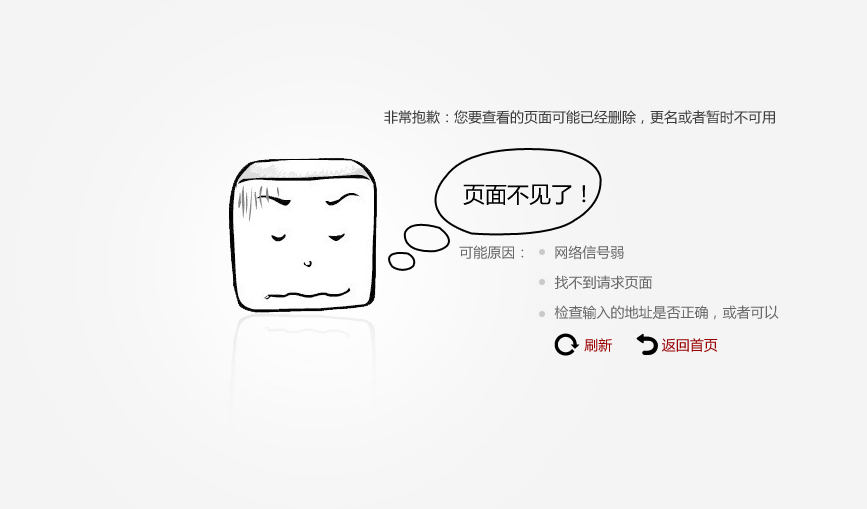 非常抱歉：您要查看的页面可能已经删除，更名或者暂时不可用
页面不见了！
可能原因： 网络信号弱
找不到请求页面
检查输入的地址是否正确，或者可以
刷新 返回首页